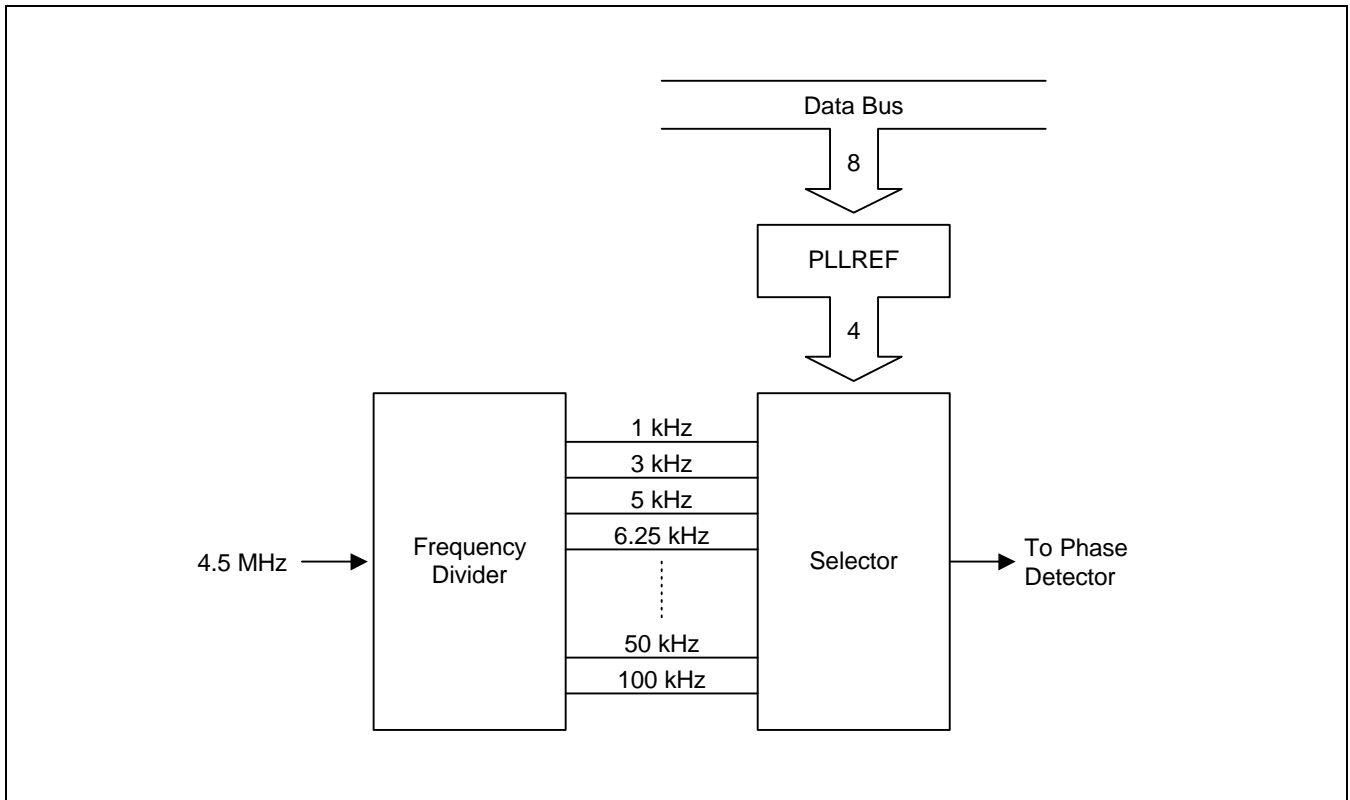 Data Bus
8
PLLREF
4
1 kHz
3 kHz
5 kHz
6.25 kHz
50 kHz
100 kHz
4.5 MHz
Frequency
Divider
Selector
To Phase
Detector